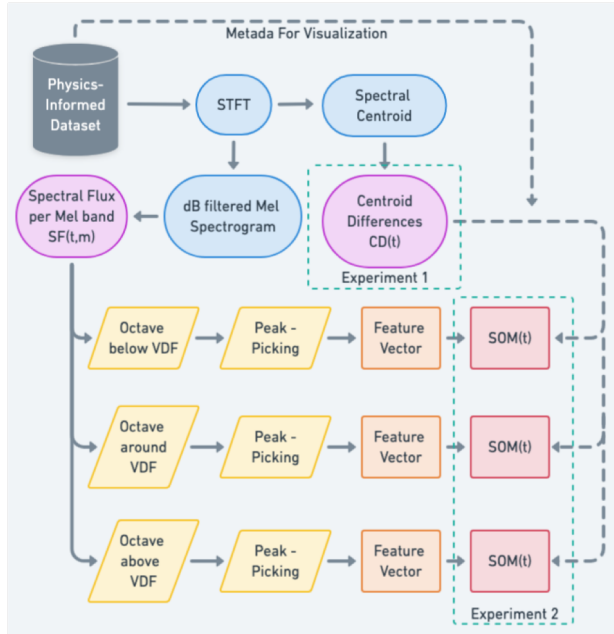 Metada For Visualization
Physics-
Informed
Dataset
STFT
Spectral
Centroid
Spectral Flux
per Mel band
SF(t,m)
dB filtered Mel
Spectrogram
Centroid
Differences
CD(t)
Experiment 1
Octave
below VDF
Peak -
Picking
Feature
Vector
SOM(t)
Octave
around
VDF
Peak -
Picking
Feature
Vector
SOM(t)
Octave
above
VDF
Peak -
Picking
Feature
Vector
SOM(t)
Experiment 2